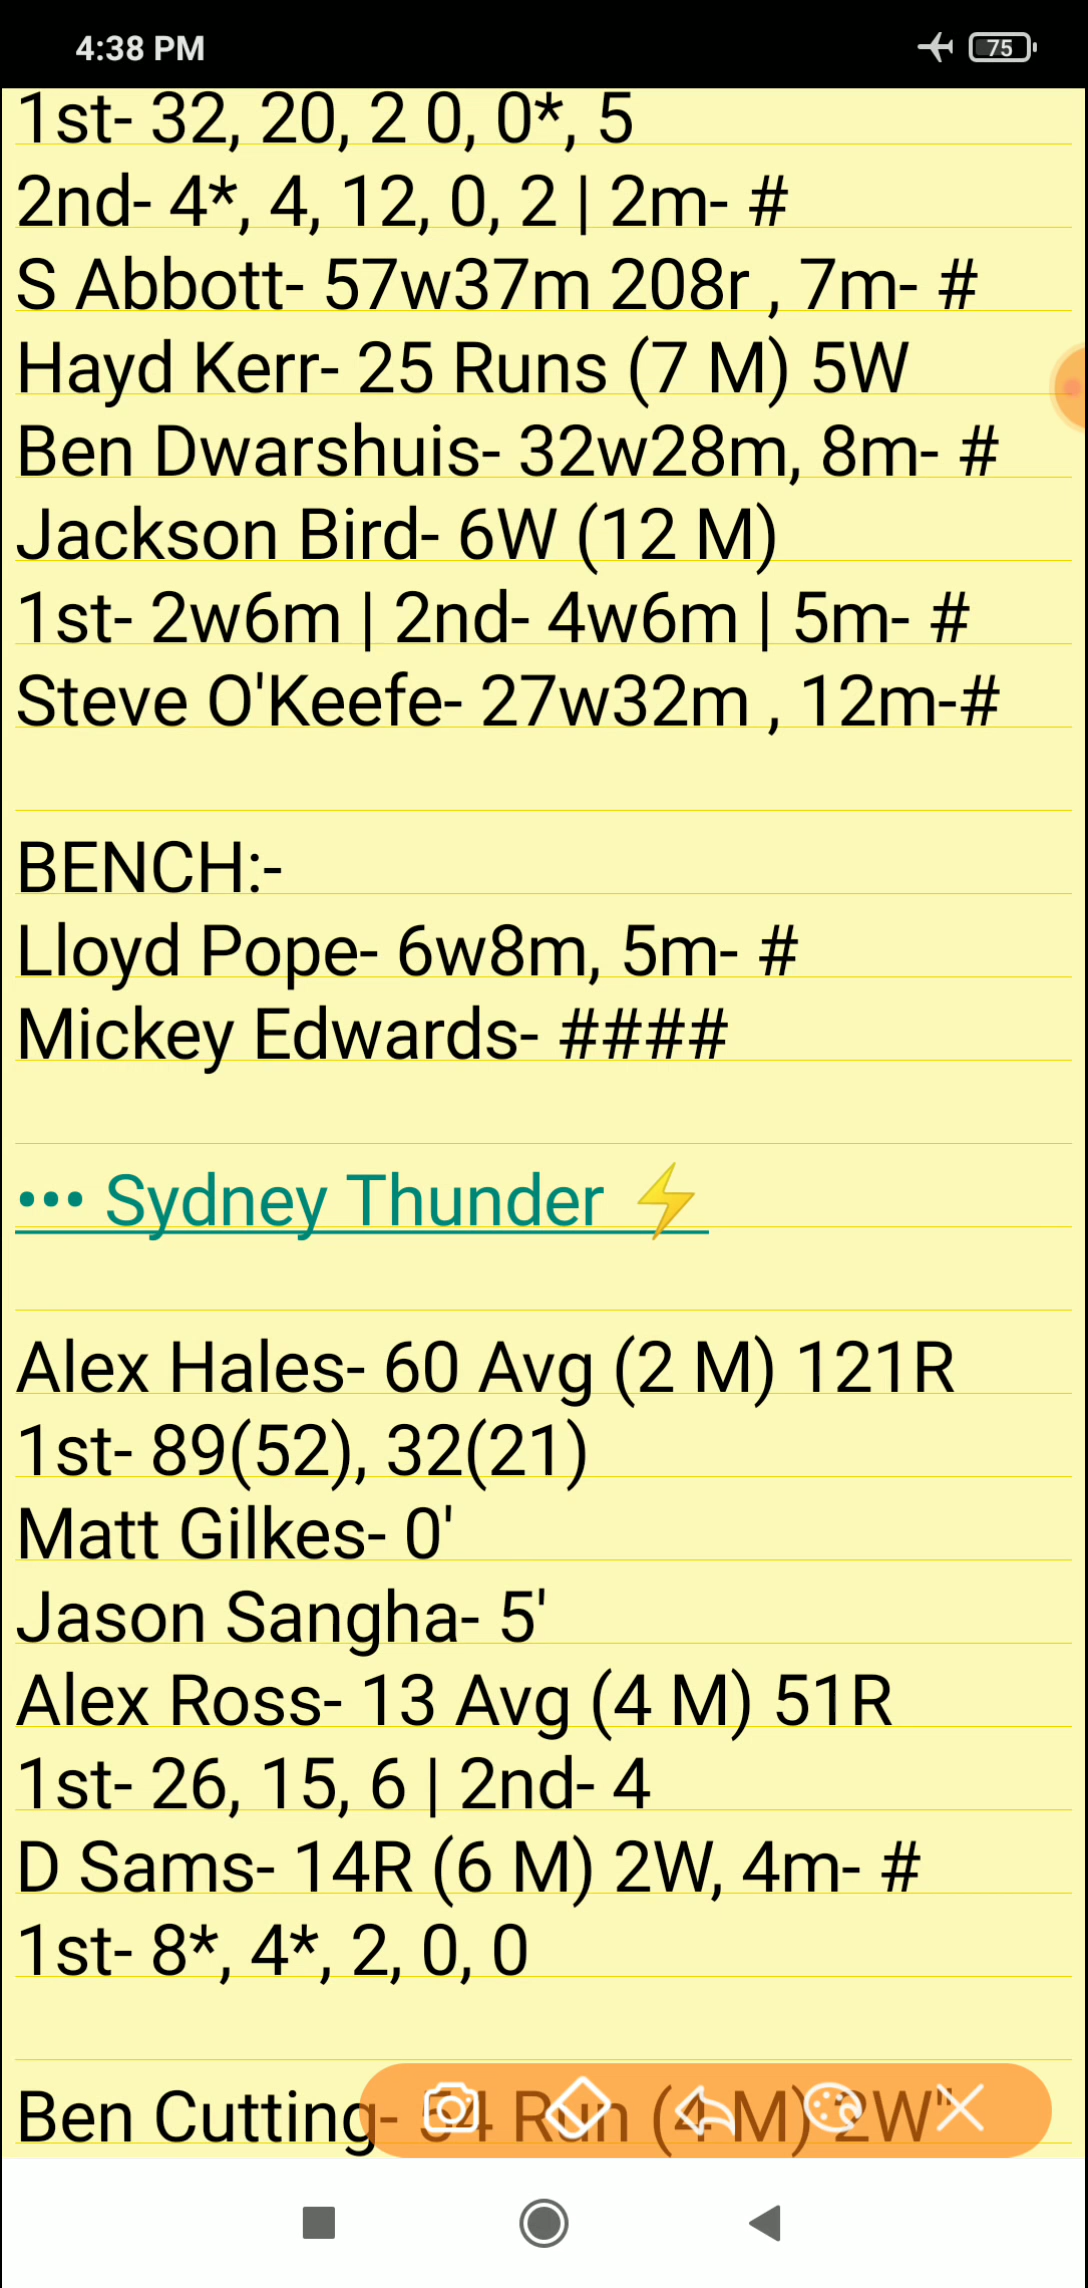 4:38 PM
75
1st- 32, 20, 2 0, 0*, 5
2nd- 4*, 4, 12, 0, 2 | 2m- #
S Abbott- 57w37m 208r , 7m- #
Hayd Kerr- 25 Runs (7 M) 5W
Ben Dwarshuis- 32w28m, 8m- #
Jackson Bird- 6W (12 M)
1st- 2w6m | 2nd- 4w6m | 5m- #
Steve O'Keefe- 27w32m , 12m-#
BENCH:-
Lloyd Pope- 6w8m, 5m- #
Mickey Edwards- ####
••• Sydney Thunder ⚡
Alex Hales- 60 Avg (2 M) 121R
1st- 89(52), 32(21)
Matt Gilkes- 0'
Jason Sangha- 5'
Alex Ross- 13 Avg (4 M) 51R
1st- 26, 15, 6 | 2nd- 4
D Sams- 14R (6 M) 2W, 4m- #
1st- 8*, 4*, 2, 0, 0
Ben Cutting- 54 Run (4 M) 2W"